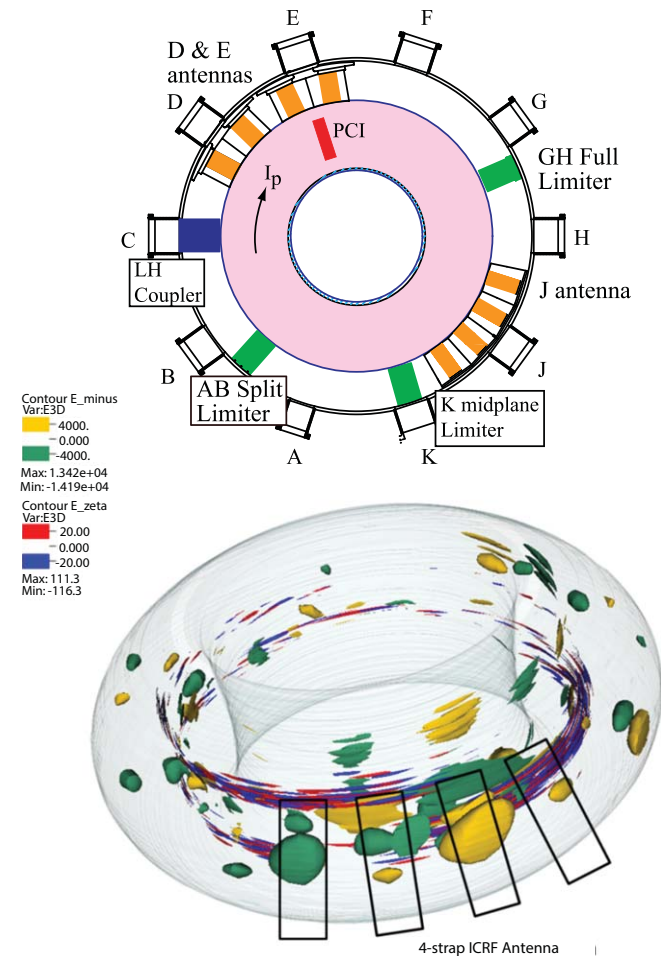 E
F
D & E
antennas
D
G
PCI
GH Full
Limiter
Ip
C
H
LH
Coupler
J antenna
B
J
AB Split
Limiter
K midplane
Limiter
A
K
Contour E_minus
Var:E3D
4000.
0.000
-4000.
Max: 1.342e+04
Min: -1.419e+04
Contour E_zeta
Var:E3D
20.00
0.000
-20.00
Max: 111.3
Min: -116.3
4-strap ICRF Antenna